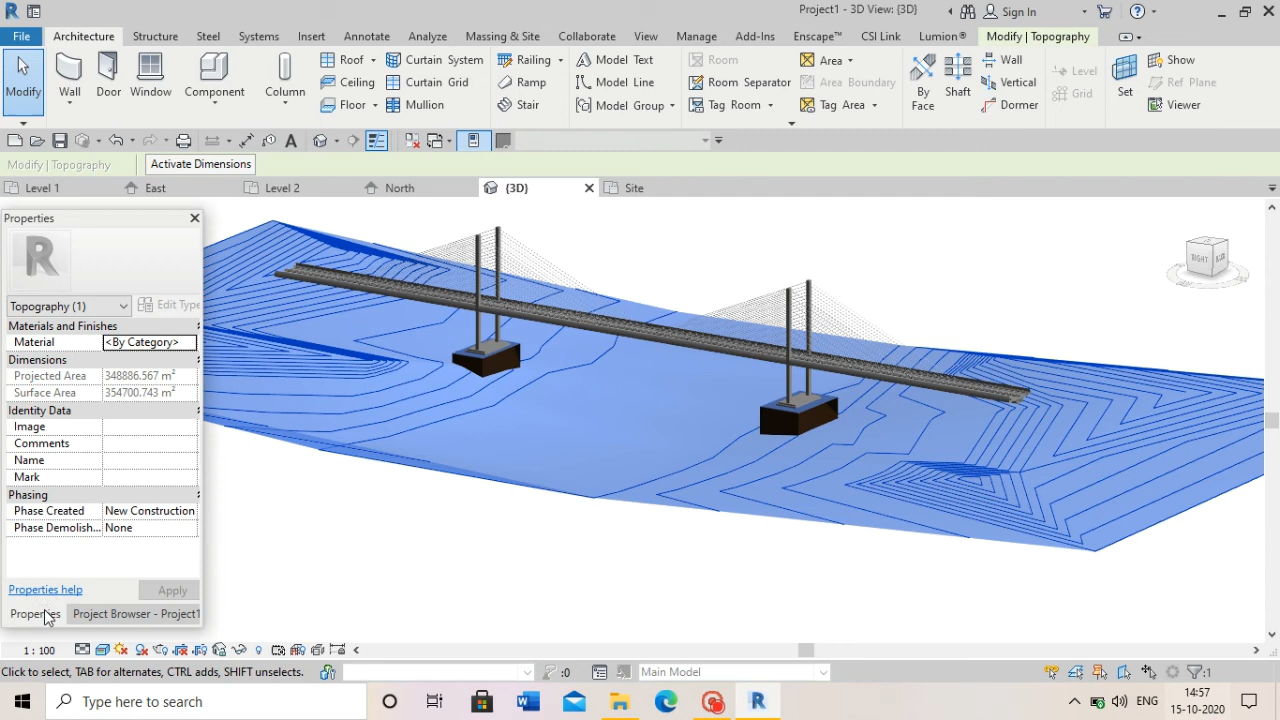 Project1 - 3D View: {3D}
Sign In
File Architecture Structure Steel Systems Insert Annotate Analyze Massing & Site Collaborate View Manage Add-Ins Enscape™ CSI Link Lumion® Modify | Topography
Modify
Wall
Door
Window
Component
Column
Roof
Ceiling
Floor
Curtain System
Curtain Grid
Mullion
Railing
Ramp
Stair
Model Text
Model Line
Model Group
Room
Room Separator
Tag Room
Area
Area Boundary
Tag Area
By
Face
Shaft
Wall
Vertical
Dormer
Level
Grid
Set
Show
Ref Plane
Viewer
Modify | Topography
Activate Dimensions
Level 1
East
Level 2
North
{3D}
Site
Properties
Topography (1)
Edit Type
Materials and Finishes
Material <By Category>
Dimensions
Projected Area 348886.567 m²
Surface Area 354700.743 m²
Identity Data
Image
Comments
Name
Mark
Phasing
Phase Created New Construction
Phase Demolish... None
Properties help
Apply
Properties
Project Browser - Project1
RIGHT
1 : 100
Click to select, TAB for alternates, CTRL adds, SHIFT unselects.
:0
Main Model
:1
Type here to search
ENG
14:57
15-10-2020